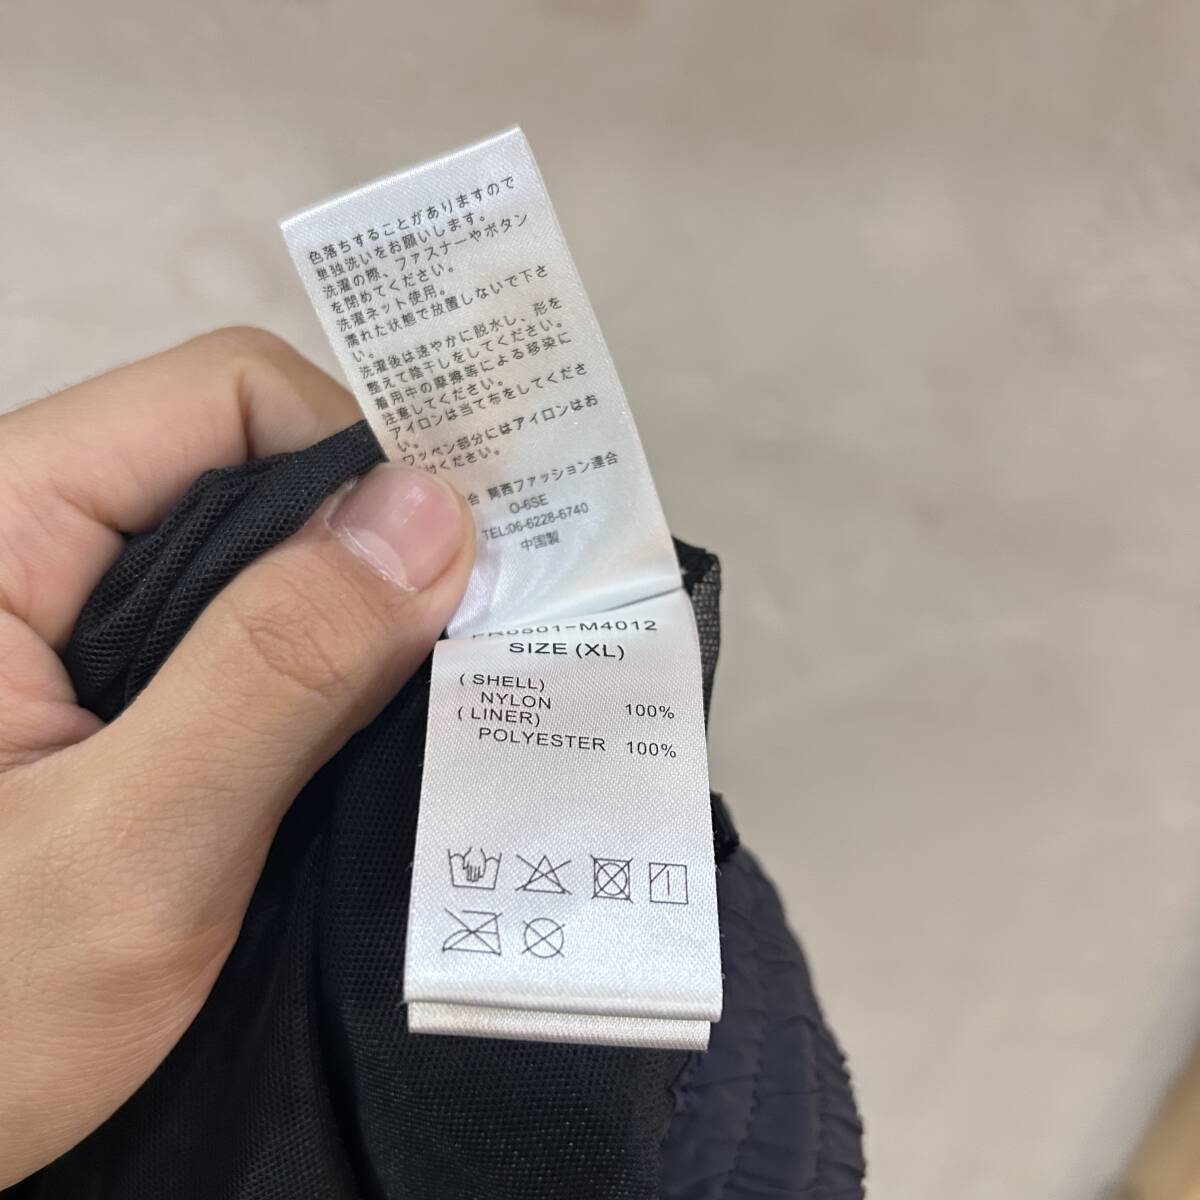 色落ちすることがありますので
単独洗いをお願いします。
洗濯の際、ファスナーやボタン
を閉めてください。
洗濯ネット使用。
濡れた状態で放置しないで下さ
い。
洗濯後は速やかに脱水し、形を
整えて陰干しをしてください。
着用中の摩擦等による移染に
注意してください。
アイロンは当て布をしてくださ
い。
ワッペン部分にはアイロンはお
ください。
合 関西ファッション連合
O-6SE
TEL:06-6228-6740
中国製
M4012
SIZE (XL)
( SHELL)
NYLON 100%
( LINER)
POLYESTER 100%